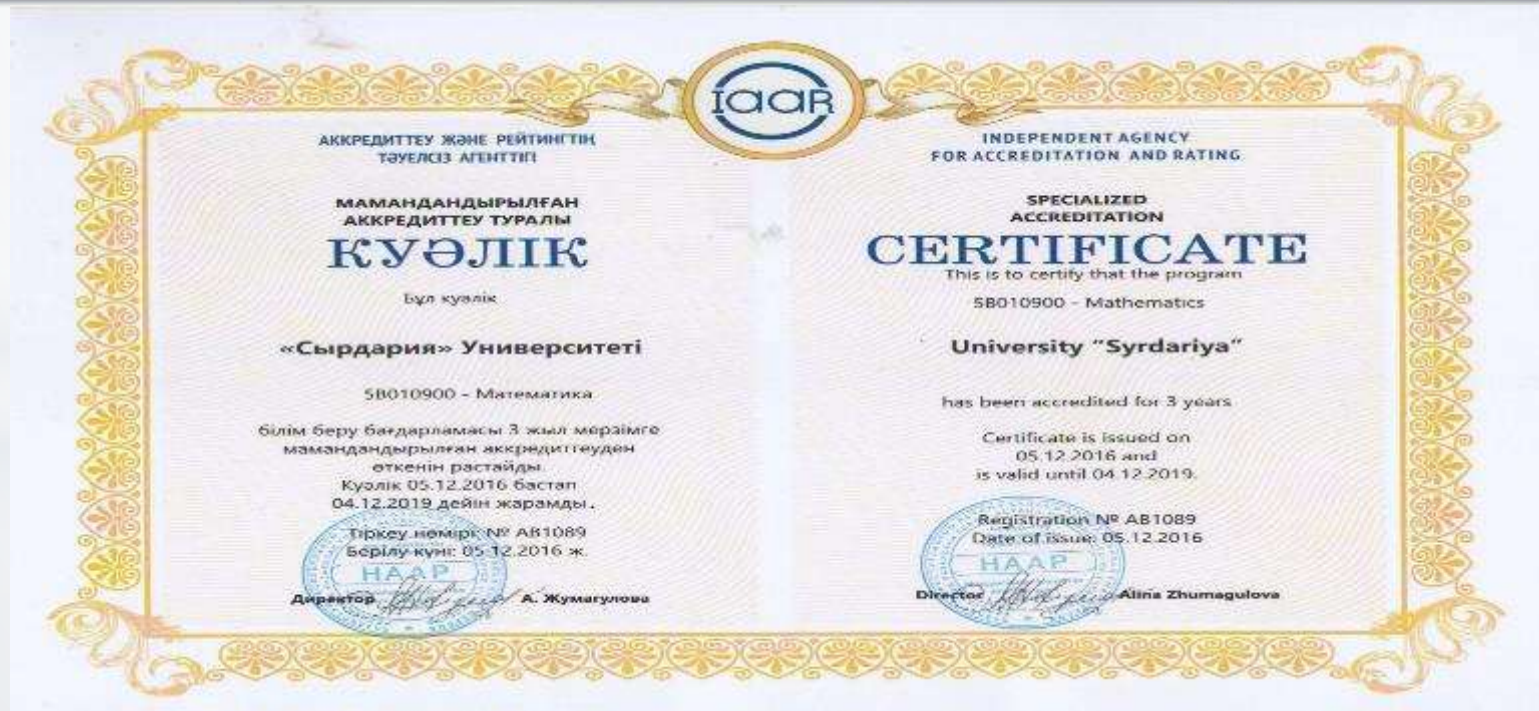 IAAR
АККРЕДИТТЕУ ЖӘНЕ РЕЙТИНГТІҢ
ТӘУЕЛСІЗ АГЕНТТІГІ
МАМАНДАНДЫРЫЛҒАН
АККРЕДИТТЕУ ТУРАЛЫ
КУӘЛІК
Бұл куәлік
«Сырдария» Университеті
5В010900 – Математика
білім беру бағдарламасы 3 жыл мерзімге
мамандандырылған аккредиттеуден
өткенін растайды.
Куәлік 05.12.2016 бастап
04.12.2019 дейін жарамды.
Тіркеу нөмірі: № АВ1089
Берілу күні: 05.12.2016 ж.
НААР
Директор А. Жумагулова
INDEPENDENT AGENCY
FOR ACCREDITATION AND RATING
SPECIALIZED
ACCREDITATION
CERTIFICATE
This is to certify that the program
5B010900 – Mathematics
University "Syrdariya"
has been accredited for 3 years
Certificate is issued on
05.12.2016 and
is valid until 04.12.2019.
Registration № AB1089
Date of issue: 05.12.2016
НААР
Director Alina Zhumagulova